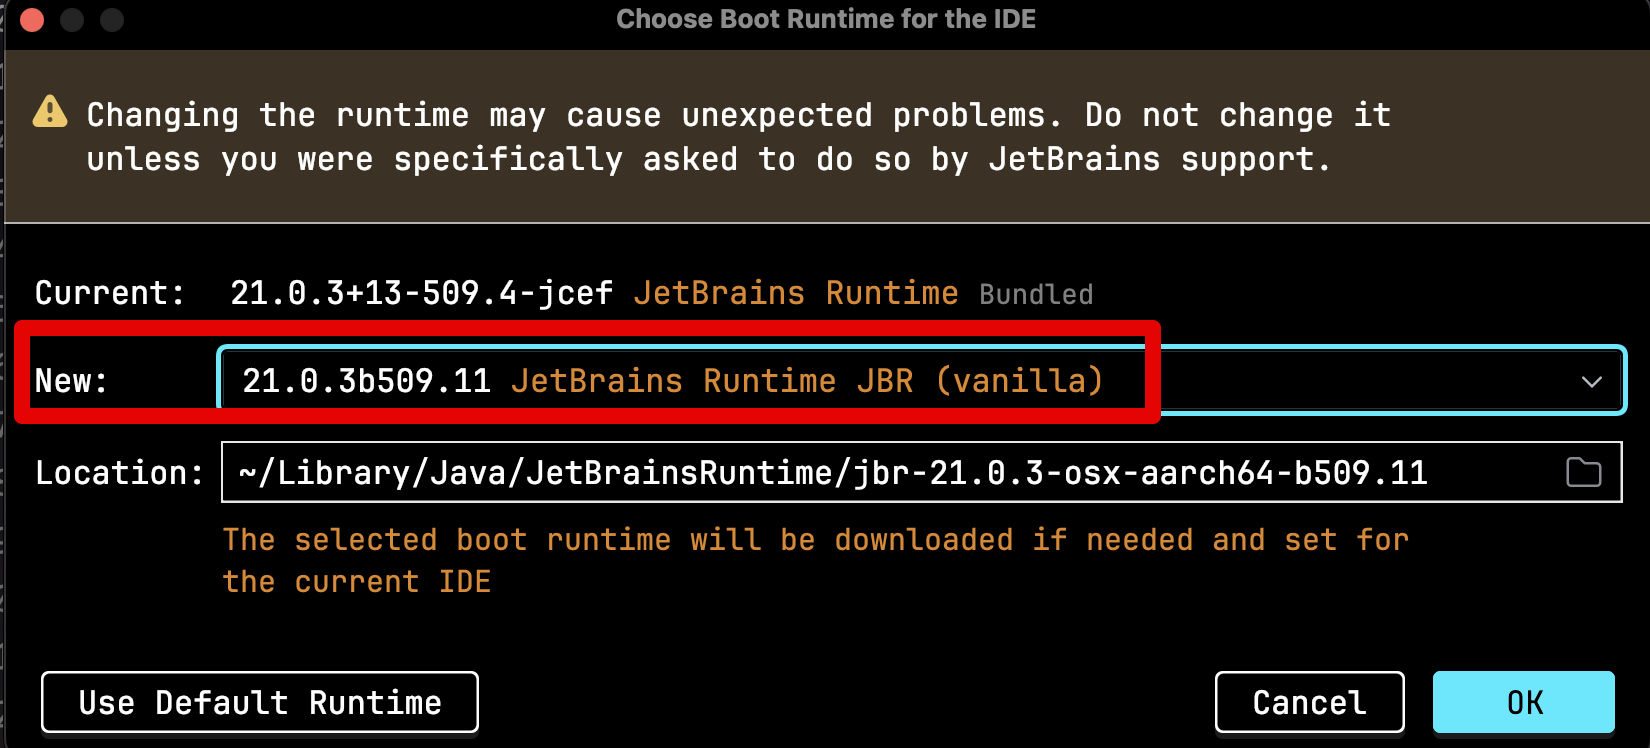 Choose Boot Runtime for the IDE
Changing the runtime may cause unexpected problems. Do not change it
unless you were specifically asked to do so by JetBrains support.
Current: 21.0.3+13-509.4-jcef JetBrains Runtime Bundled
New: 21.0.3b509.11 JetBrains Runtime JBR (vanilla)
Location: ~/Library/Java/JetBrainsRuntime/jbr-21.0.3-osx-aarch64-b509.11
The selected boot runtime will be downloaded if needed and set for
the current IDE
Use Default Runtime Cancel OK